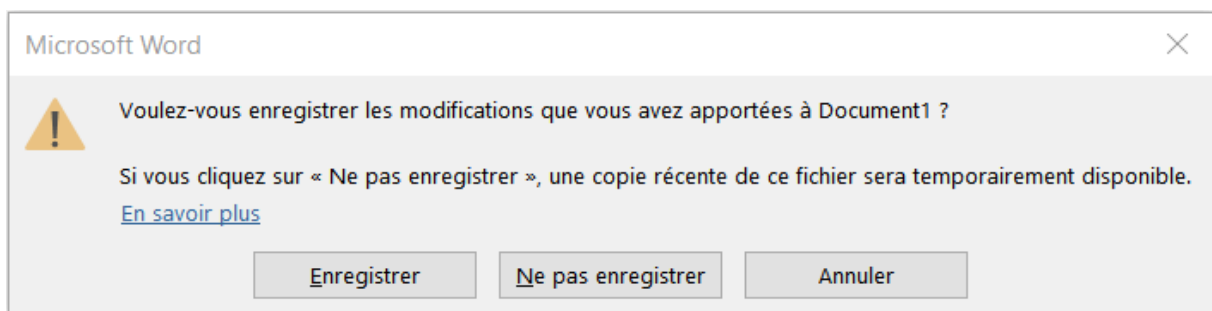 Microsoft Word
Voulez-vous enregistrer les modifications que vous avez apportées à Document1 ?
Si vous cliquez sur « Ne pas enregistrer », une copie récente de ce fichier sera temporairement disponible.
En savoir plus
Enregistrer
Ne pas enregistrer
Annuler